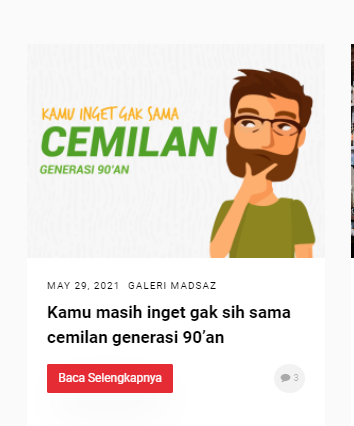 KAMU INGET GAK SAMA
CEMILAN
GENERASI 90'AN
MAY 29, 2021 GALERI MADSAZ
Kamu masih inget gak sih sama
cemilan generasi 90’an
Baca Selengkapnya
3